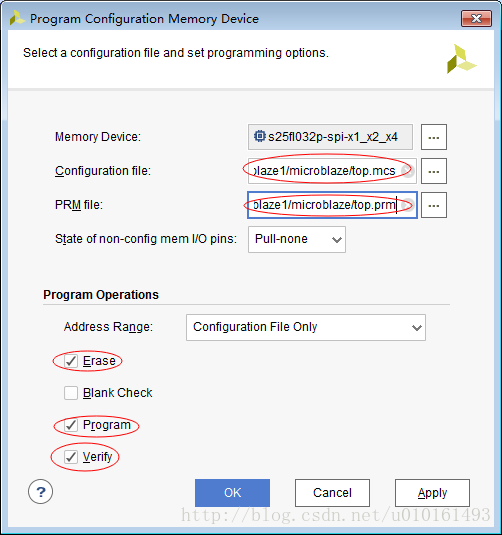 Program Configuration Memory Device
Select a configuration file and set programming options.
Memory Device: s25fl032p-spi-x1_x2_x4 ...
Configuration file: blaze1/microblaze/top.mcs ...
PRM file: blaze1/microblaze/top.prm ...
State of non-config mem I/O pins: Pull-none
Program Operations
Address Range: Configuration File Only
Erase
Blank Check
Program
Verify
? OK Cancel Apply
http://blog.csdn.net/u010161493